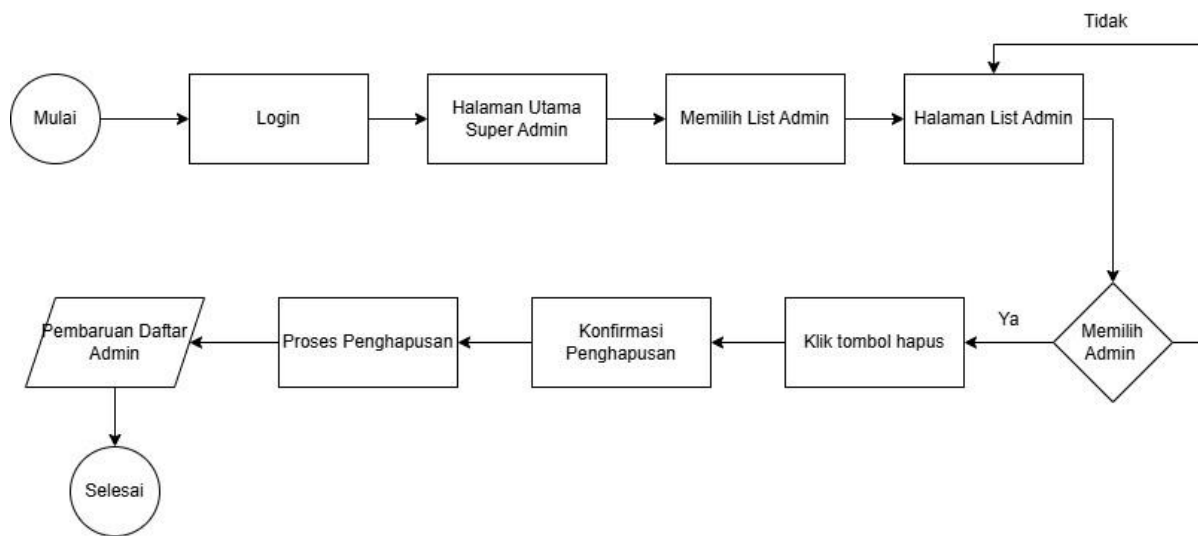 Tidak
Mulai
Login
Halaman Utama
Super Admin
Memilih List Admin
Halaman List Admin
Memilih
Admin
Ya
Klik tombol hapus
Konfirmasi
Penghapusan
Proses Penghapusan
Pembaruan Daftar
Admin
Selesai